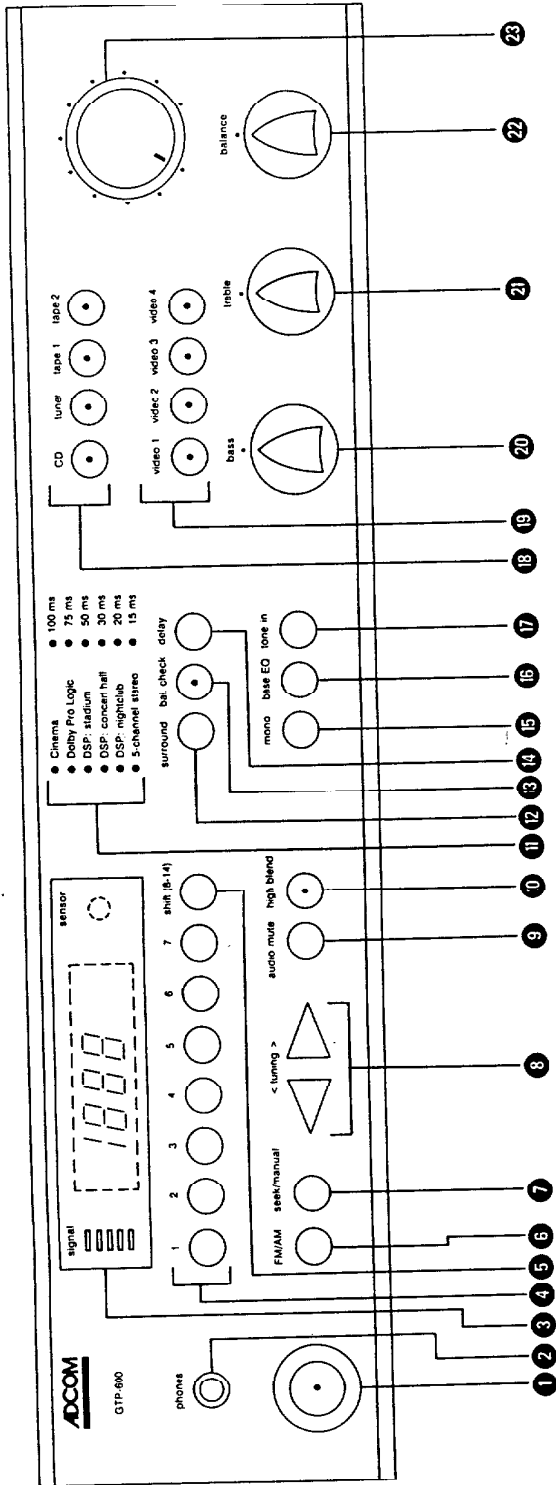 ADCOM
GTP-600
phones
signal
1888
sensor
1 2 3 4 5 6 7 shift (8-14)
FM/AM seek/manual < tuning > audio mute high blend
Cinema 100 ms
Dolby Pro Logic 75 ms
DSP: stadium 50 ms
DSP: concert hall 30 ms
DSP: nightclub 20 ms
5-channel stereo 15 ms
surround bal. check delay
mono base EQ tone in
CD tuner tape 1 tape 2
video 1 video 2 video 3 video 4
bass treble balance
1 2 3 4 5 6 7 8 9 10 11 12 13 14 15 16 17 18 19 20 21 22 23